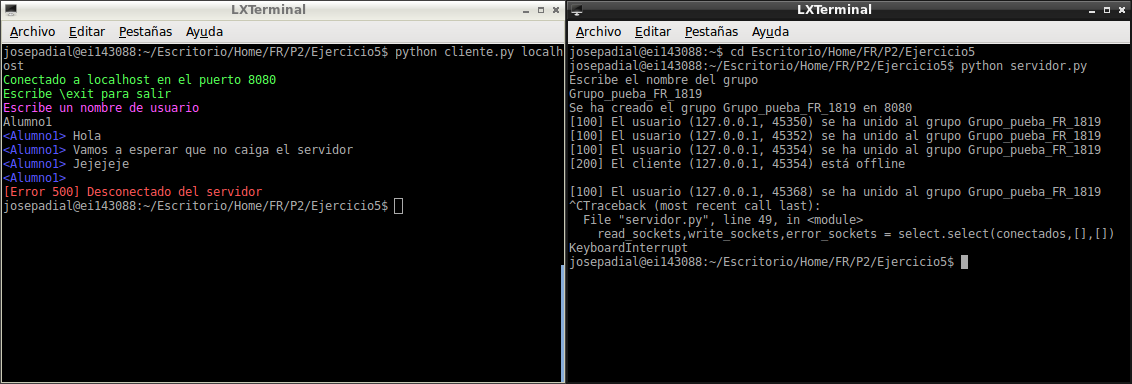 LXTerminal
Archivo Editar Pestañas Ayuda
josepadial@ei143088:~/Escritorio/Home/FR/P2/Ejercicio5$ python cliente.py localh
ost
Conectado a localhost en el puerto 8080
Escribe \exit para salir
Escribe un nombre de usuario
Alumno1
<Alumno1> Hola
<Alumno1> Vamos a esperar que no caiga el servidor
<Alumno1> Jejejeje
<Alumno1>
[Error 500] Desconectado del servidor
josepadial@ei143088:~/Escritorio/Home/FR/P2/Ejercicio5$
LXTerminal
Archivo Editar Pestañas Ayuda
josepadial@ei143088:~$ cd Escritorio/Home/FR/P2/Ejercicio5
josepadial@ei143088:~/Escritorio/Home/FR/P2/Ejercicio5$ python servidor.py
Escribe el nombre del grupo
Grupo_pueba_FR_1819
Se ha creado el grupo Grupo_pueba_FR_1819 en 8080
[100] El usuario (127.0.0.1, 45350) se ha unido al grupo Grupo_pueba_FR_1819
[100] El usuario (127.0.0.1, 45352) se ha unido al grupo Grupo_pueba_FR_1819
[100] El usuario (127.0.0.1, 45354) se ha unido al grupo Grupo_pueba_FR_1819
[200] El cliente (127.0.0.1, 45354) está offline
[100] El usuario (127.0.0.1, 45368) se ha unido al grupo Grupo_pueba_FR_1819
^CTraceback (most recent call last):
File "servidor.py", line 49, in <module>
read_sockets,write_sockets,error_sockets = select.select(conectados,[],[])
KeyboardInterrupt
josepadial@ei143088:~/Escritorio/Home/FR/P2/Ejercicio5$